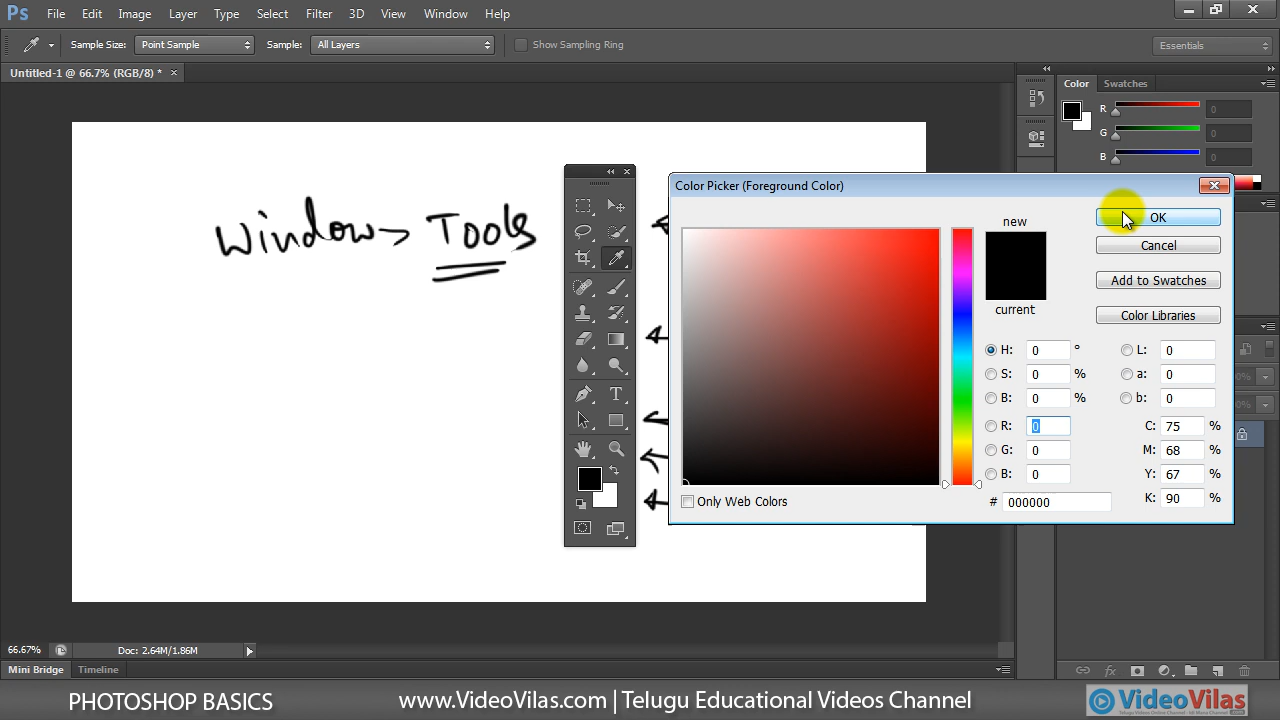 Ps File Edit Image Layer Type Select Filter 3D View Window Help
Sample Size: Point Sample Sample: All Layers Show Sampling Ring Essentials
Untitled-1 @ 66.7% (RGB/8) * ×
Color Swatches
R 0
G 0
B 0
Window → Tools
Color Picker (Foreground Color)
new
current
OK
Cancel
Add to Swatches
Color Libraries
H: 0 °
S: 0 %
B: 0 %
R: 0
G: 0
B: 0
# 000000
L: 0
a: 0
b: 0
C: 75 %
M: 68 %
Y: 67 %
K: 90 %
Only Web Colors
T
66.67% Doc: 2.64M/1.86M
Mini Bridge Timeline
fx
PHOTOSHOP BASICS www.VideoVilas.com | Telugu Educational Videos Channel VideoVilas